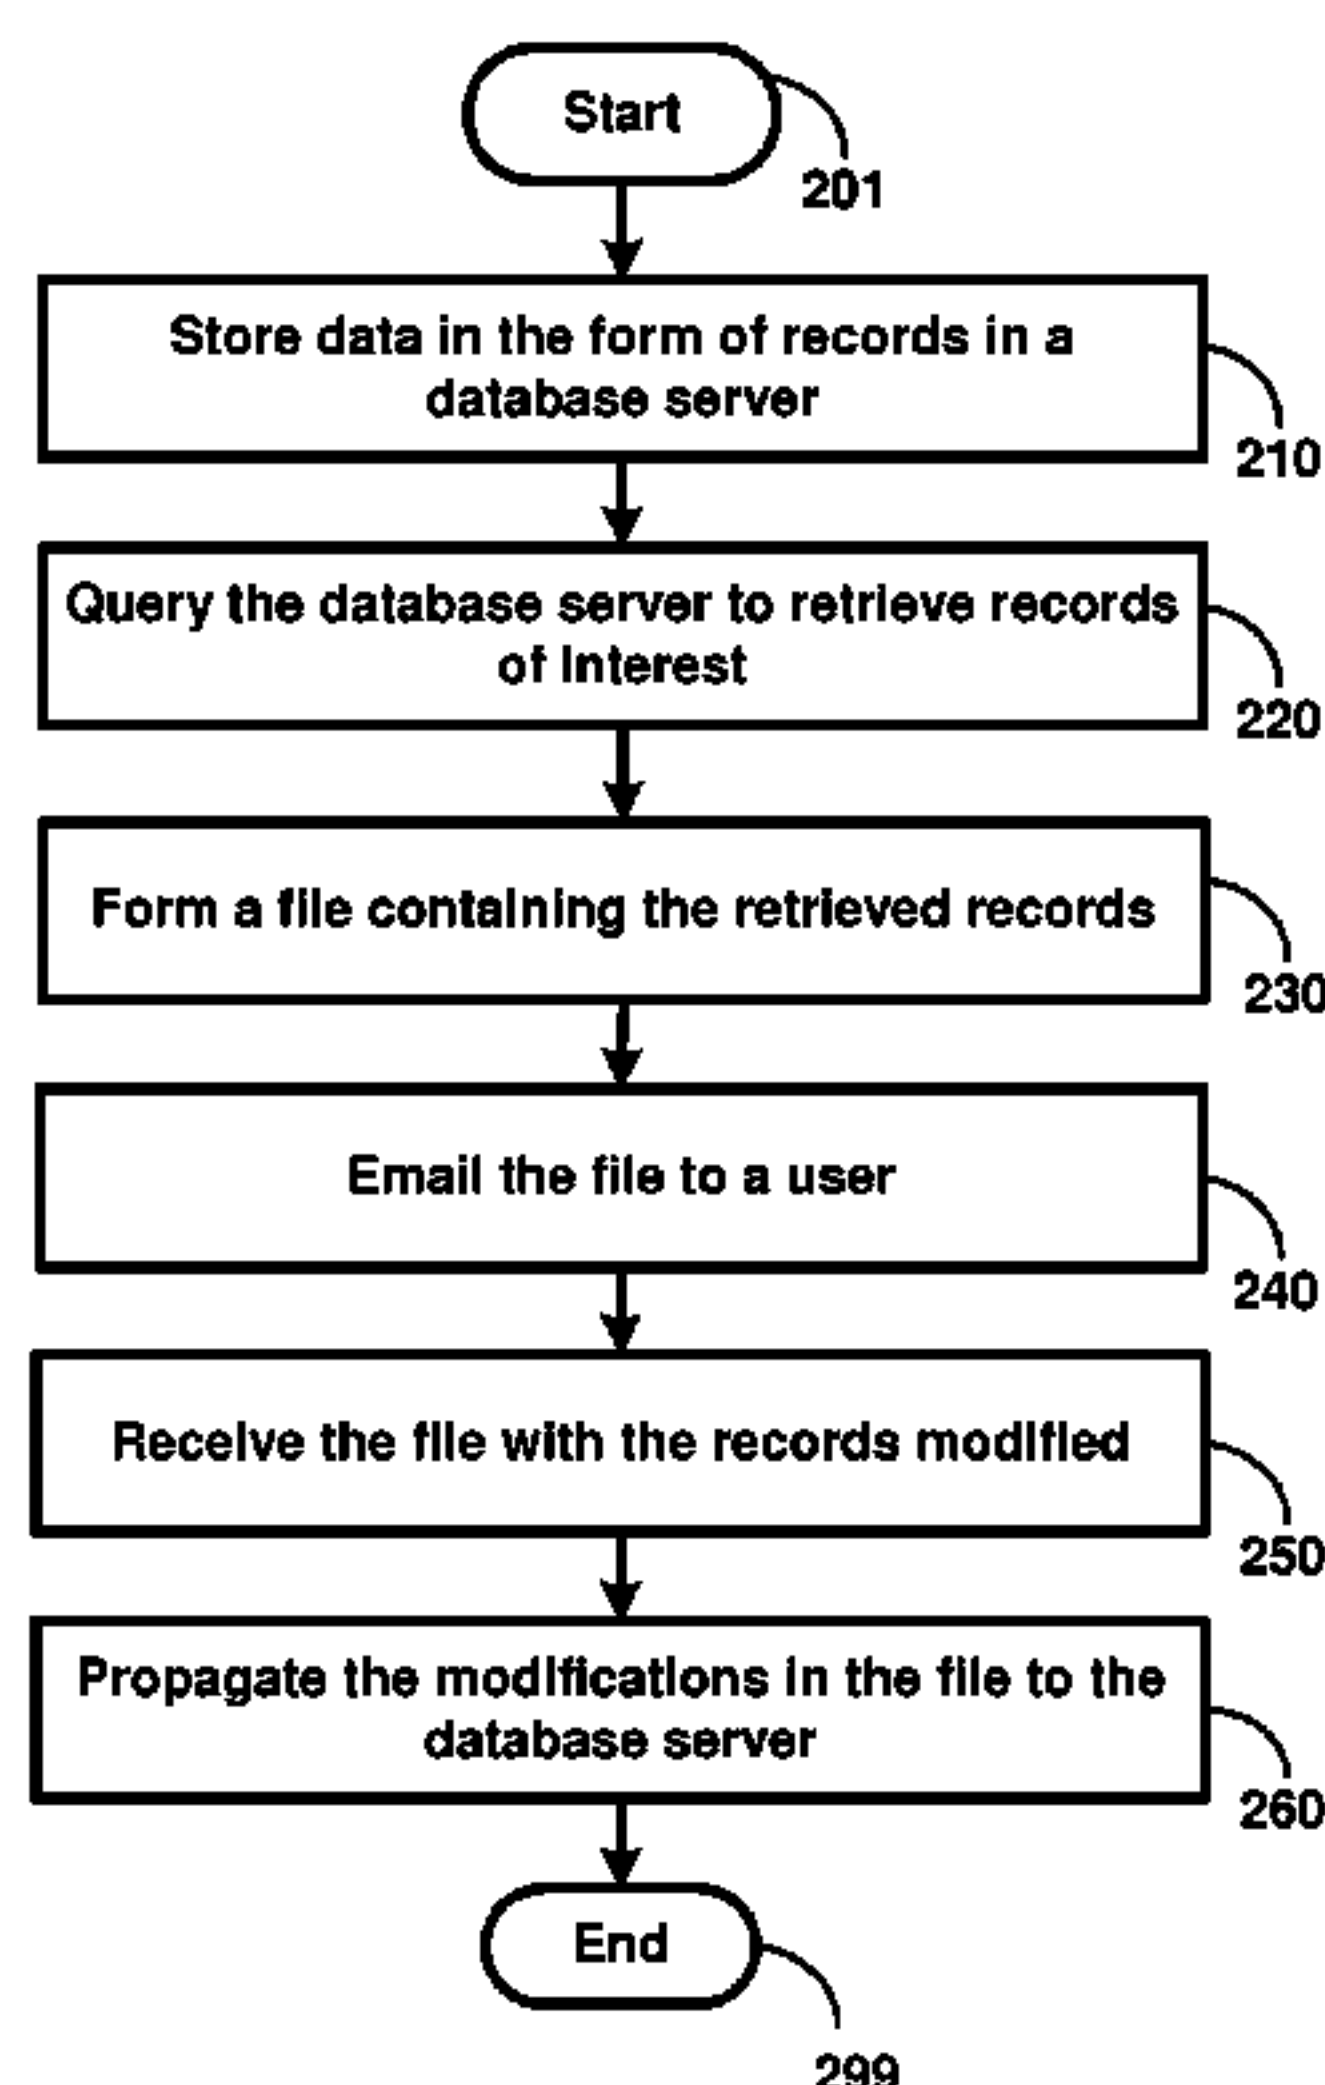 Start
201
Store data in the form of records in a
database server
210
Query the database server to retrieve records
of interest
220
Form a file containing the retrieved records
230
Email the file to a user
240
Receive the file with the records modified
250
Propagate the modifications in the file to the
database server
260
End
299